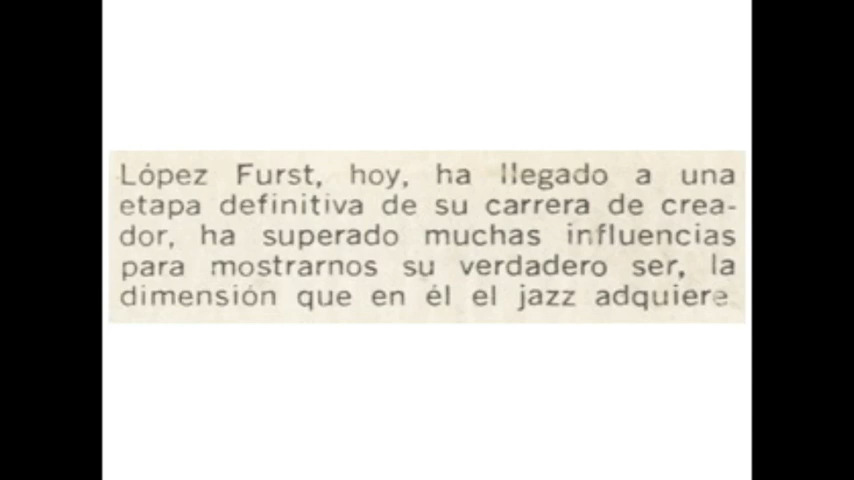 López Furst, hoy, ha llegado a una
etapa definitiva de su carrera de crea-
dor, ha superado muchas influencias
para mostrarnos su verdadero ser, la
dimensión que en él el jazz adquiere